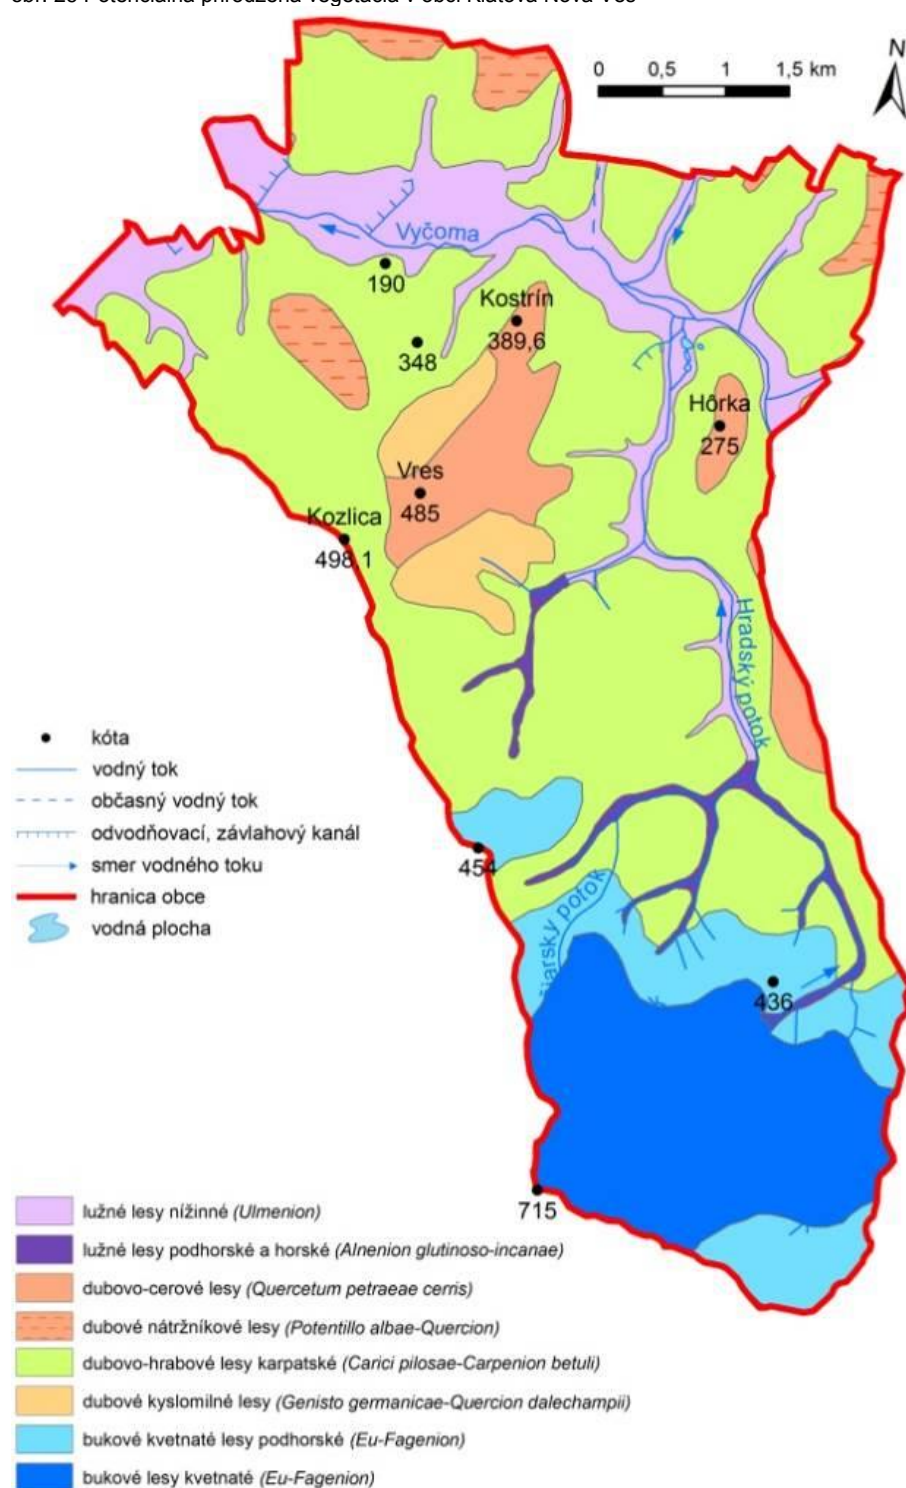 0 0,5 1 1,5 km
N
Vyčoma
190
Kostrín
389,6
348
Hôrka
275
Vres
485
Kozlica
498,1
Hradský potok
kóta
vodný tok
občasný vodný tok
odvodňovací, závlahový kanál
smer vodného toku
hranica obce
vodná plocha
454
potok
436
715
lužné lesy nížinné (Ulmenion)
lužné lesy podhorské a horské (Alnenion glutinoso-incanae)
dubovo-cerové lesy (Quercetum petraeae cerris)
dubové nátržníkové lesy (Potentillo albae-Quercion)
dubovo-hrabové lesy karpatské (Carici pilosae-Carpenion betuli)
dubové kyslomilné lesy (Genisto germanicae-Quercion dalechampii)
bukové kvetnaté lesy podhorské (Eu-Fagenion)
bukové lesy kvetnaté (Eu-Fagenion)